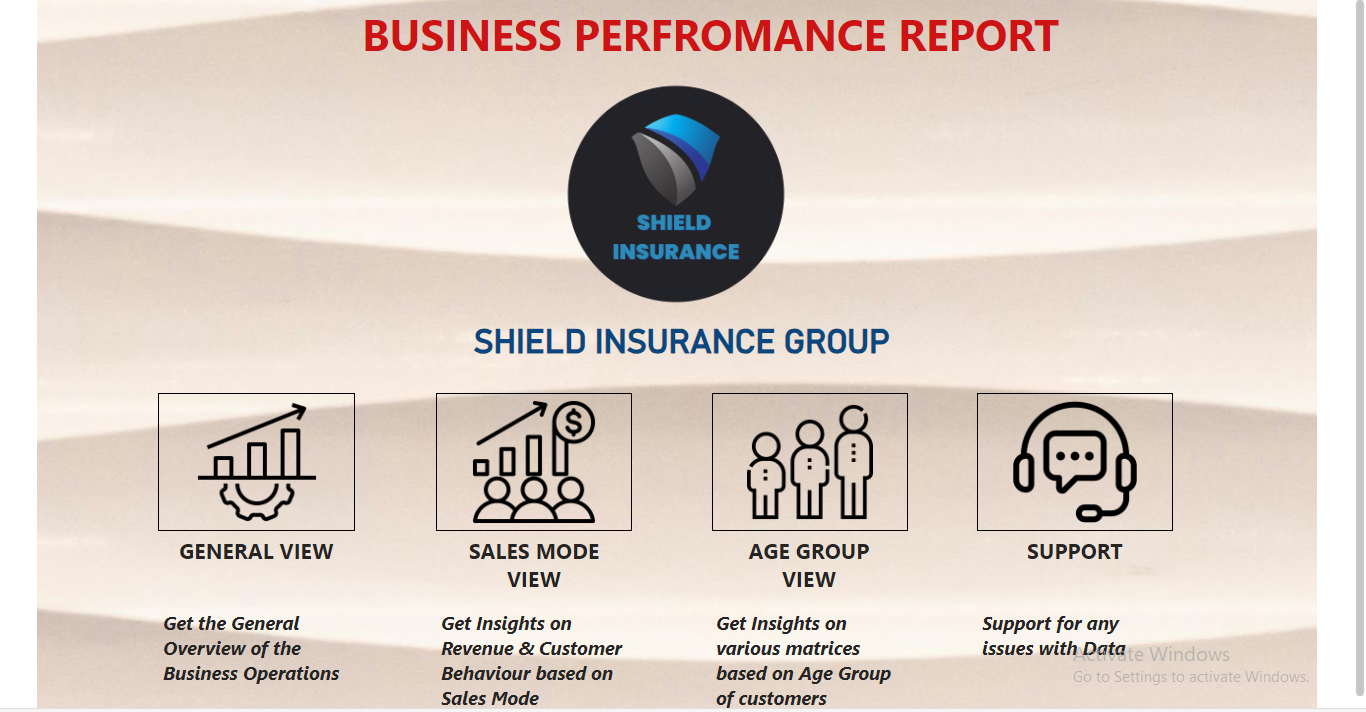 BUSINESS PERFROMANCE REPORT
SHIELD
INSURANCE
SHIELD INSURANCE GROUP
$
GENERAL VIEW
SALES MODE
VIEW
AGE GROUP
VIEW
SUPPORT
Get the General
Overview of the
Business Operations
Get Insights on
Revenue & Customer
Behaviour based on
Sales Mode
Get Insights on
various matrices
based on Age Group
of customers
Support for any
issues with Data
Activate Windows
Go to Settings to activate Windows.